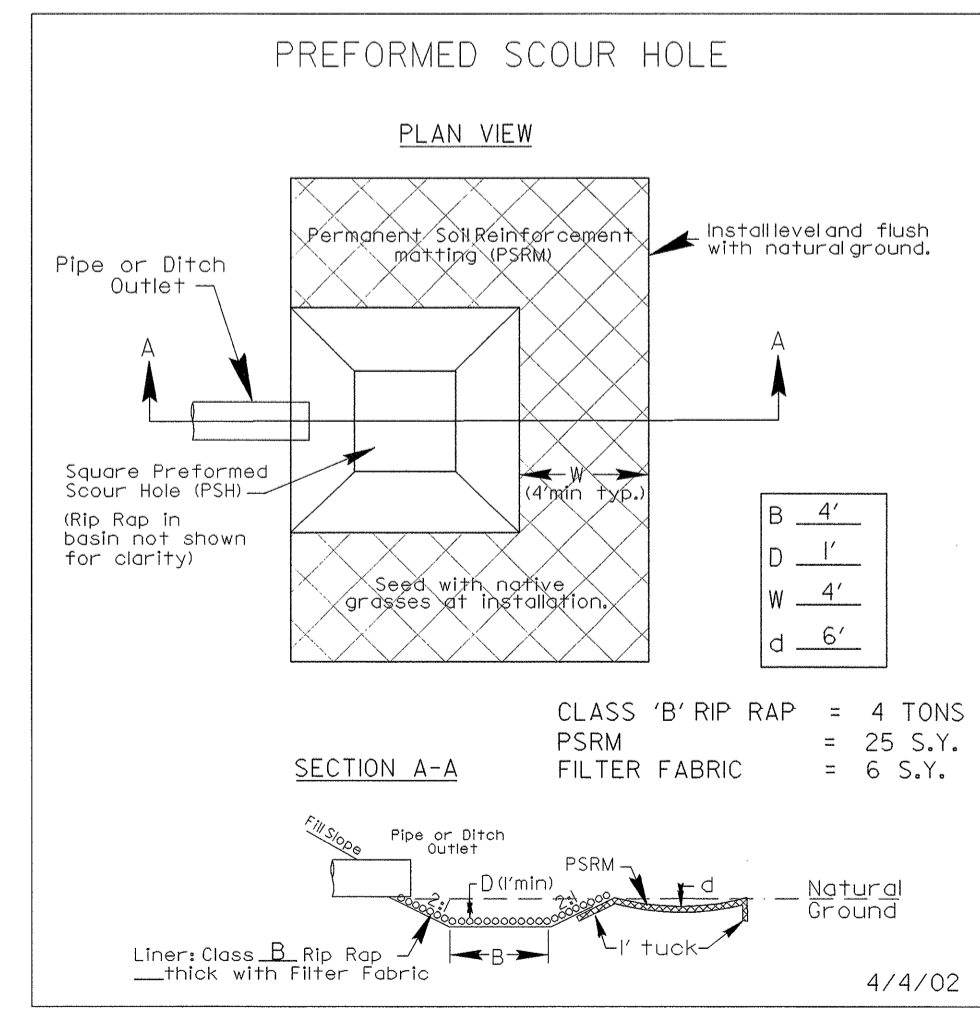 PREFORMED SCOUR HOLE
PLAN VIEW
Permanent Soil Reinforcement
matting (PSRM)
Install level and flush
with natural ground.
Pipe or Ditch
Outlet
A
A
Square Preformed
Scour Hole (PSH)
(Rip Rap in
basin not shown
for clarity)
W
(4'min typ.)
Seed with native
grasses at installation.
B 4'
D 1'
W 4'
d 6'
CLASS 'B' RIP RAP = 4 TONS
PSRM = 25 S.Y.
FILTER FABRIC = 6 S.Y.
SECTION A-A
Fill Slope
Pipe or Ditch
Outlet
PSRM
d
D (1'min)
2:1
2:1
Natural
Ground
1' tuck
B
Liner: Class B Rip Rap
___thick with Filter Fabric
4/4/02